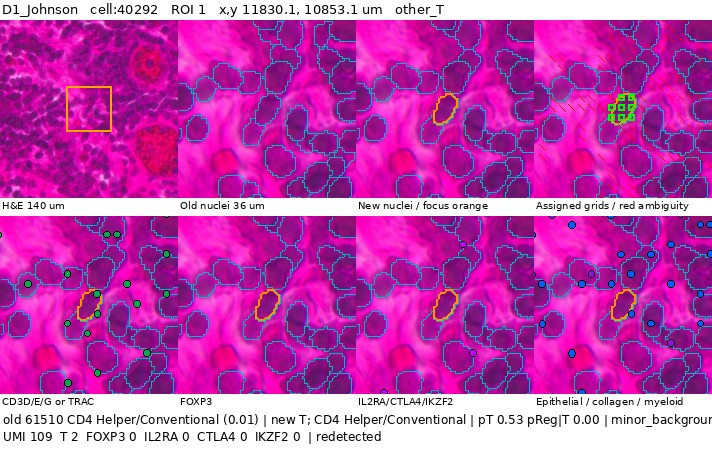 D1_Johnson cell:40292 ROI 1 x,y 11830.1, 10853.1 um other_T
H&E 140 um
Old nuclei 36 um
New nuclei / focus orange
Assigned grids / red ambiguity
CD3D/E/G or TRAC
FOXP3
IL2RA/CTLA4/IKZF2
Epithelial / collagen / myeloid
old 61510 CD4 Helper/Conventional (0.01) | new T; CD4 Helper/Conventional | pT 0.53 pReg|T 0.00 | minor_backgrour
UMI 109 T 2 FOXP3 0 IL2RA 0 CTLA4 0 IKZF2 0 | redetected